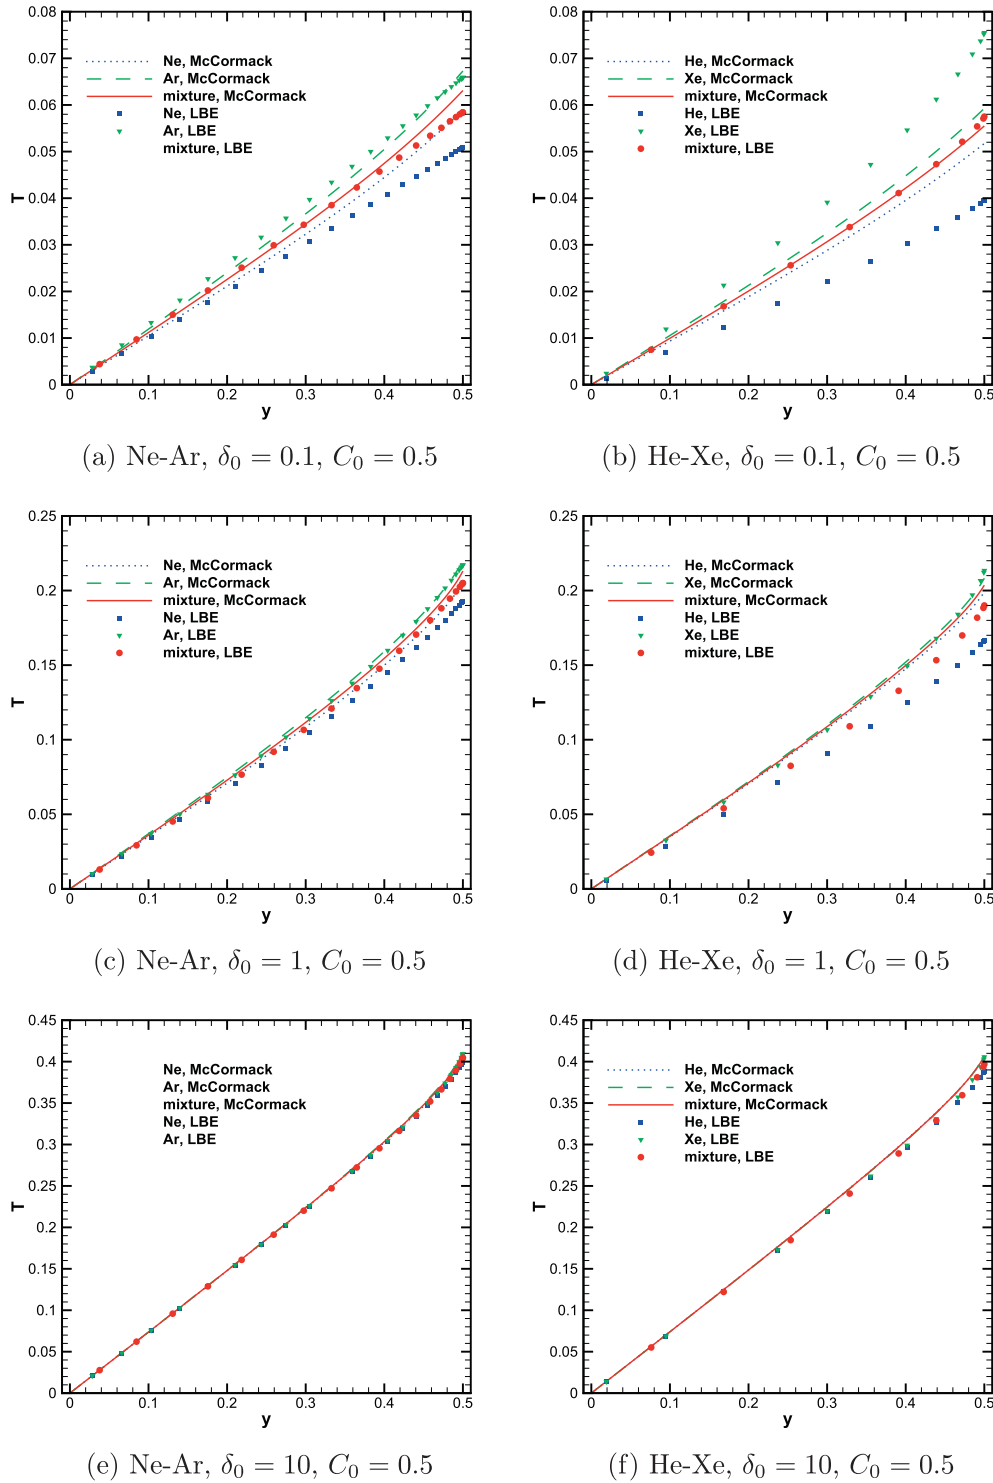 0.08
0.07
0.06
0.05
0.04
0.03
0.02
0.01
0
T
Ne, McCormack
Ar, McCormack
mixture, McCormack
Ne, LBE
Ar, LBE
mixture, LBE
0 0.1 0.2 0.3 0.4 0.5
y
(a) Ne-Ar, δ₀ = 0.1, C₀ = 0.5
0.08
0.07
0.06
0.05
0.04
0.03
0.02
0.01
0
T
He, McCormack
Xe, McCormack
mixture, McCormack
He, LBE
Xe, LBE
mixture, LBE
0 0.1 0.2 0.3 0.4 0.5
y
(b) He-Xe, δ₀ = 0.1, C₀ = 0.5
0.25
0.2
0.15
0.1
0.05
0
T
Ne, McCormack
Ar, McCormack
mixture, McCormack
Ne, LBE
Ar, LBE
mixture, LBE
0 0.1 0.2 0.3 0.4 0.5
y
(c) Ne-Ar, δ₀ = 1, C₀ = 0.5
0.25
0.2
0.15
0.1
0.05
0
T
He, McCormack
Xe, McCormack
mixture, McCormack
He, LBE
Xe, LBE
mixture, LBE
0 0.1 0.2 0.3 0.4 0.5
y
(d) He-Xe, δ₀ = 1, C₀ = 0.5
0.45
0.4
0.35
0.3
0.25
0.2
0.15
0.1
0.05
0
T
Ne, McCormack
Ar, McCormack
mixture, McCormack
Ne, LBE
Ar, LBE
0 0.1 0.2 0.3 0.4 0.5
y
(e) Ne-Ar, δ₀ = 10, C₀ = 0.5
0.45
0.4
0.35
0.3
0.25
0.2
0.15
0.1
0.05
0
T
He, McCormack
Xe, McCormack
mixture, McCormack
He, LBE
Xe, LBE
mixture, LBE
0 0.1 0.2 0.3 0.4 0.5
y
(f) He-Xe, δ₀ = 10, C₀ = 0.5